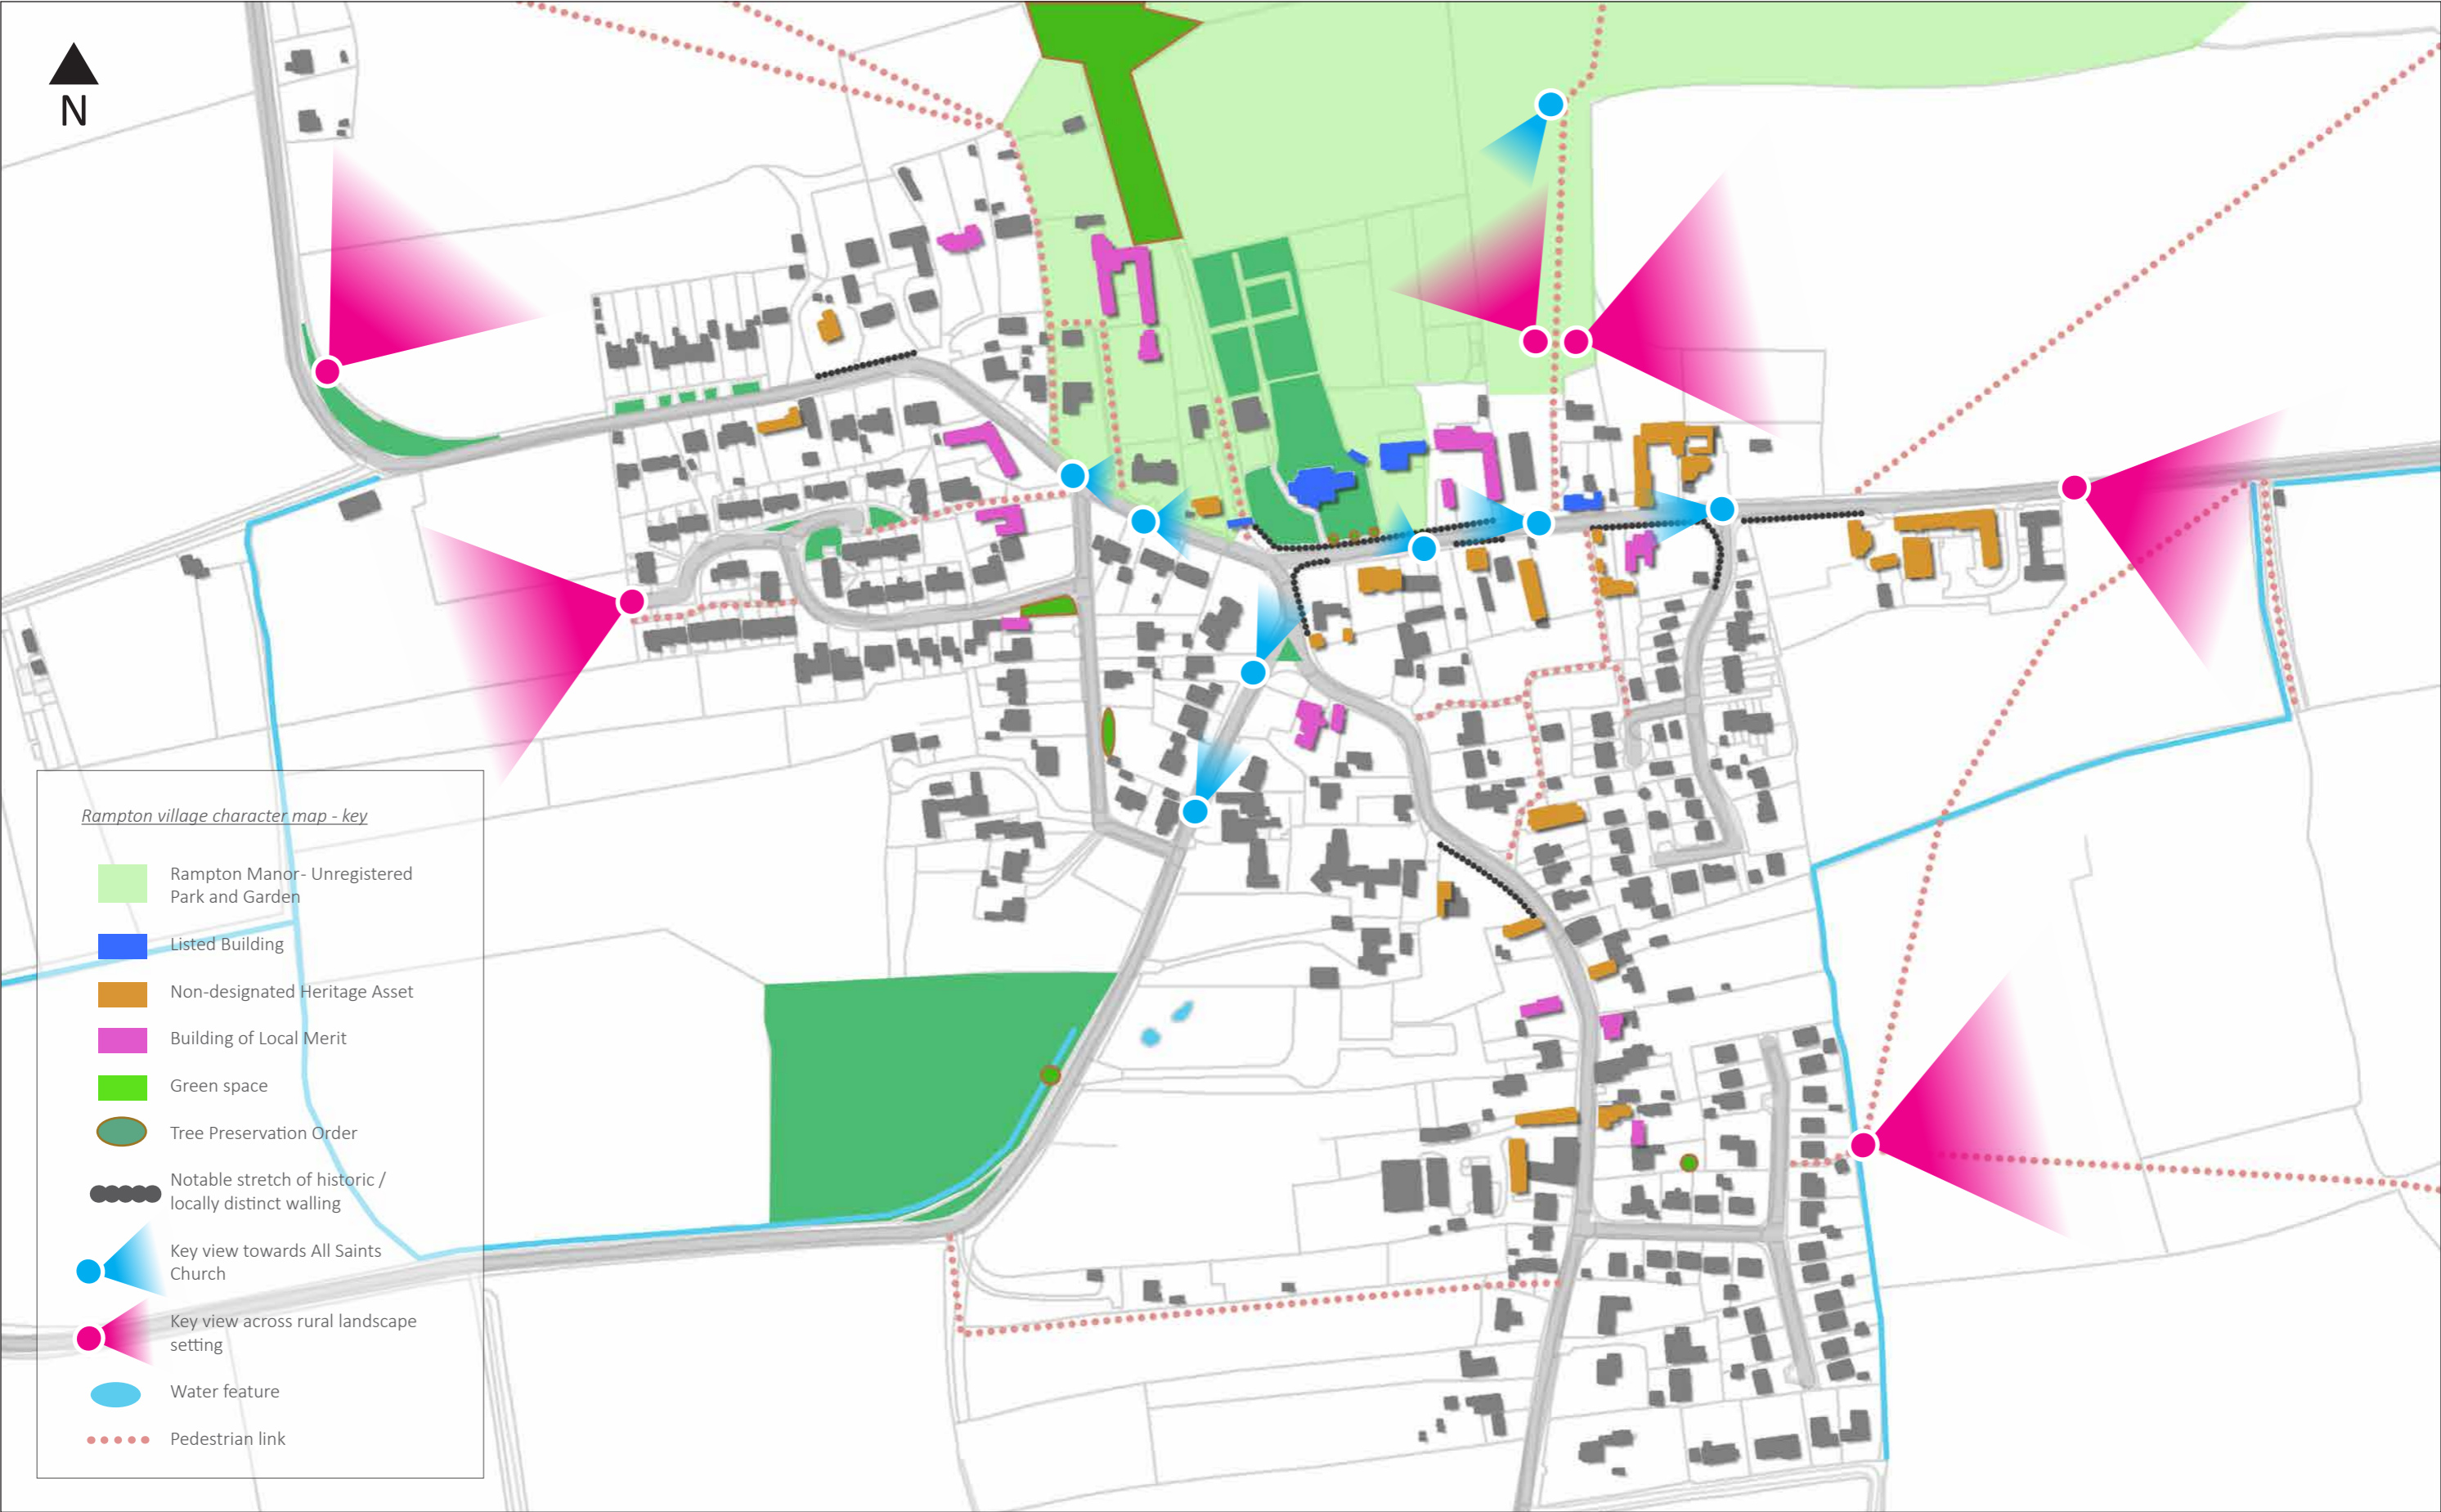 N
Rampton village character map - key
Rampton Manor- Unregistered
Park and Garden
Listed Building
Non-designated Heritage Asset
Building of Local Merit
Green space
Tree Preservation Order
Notable stretch of historic /
locally distinct walling
Key view towards All Saints
Church
Key view across rural landscape
setting
Water feature
Pedestrian link